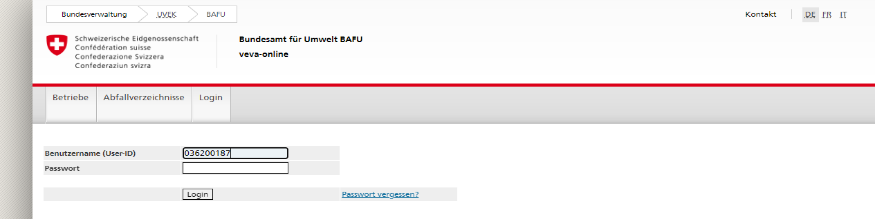 Bundesverwaltung UVEK BAFU Kontakt DE FR IT
Schweizerische Eidgenossenschaft
Confédération suisse
Confederazione Svizzera
Confederaziun svizra
Bundesamt für Umwelt BAFU
veva-online
Betriebe Abfallverzeichnisse Login
Benutzername (User-ID) 036200187
Passwort
Login Passwort vergessen?